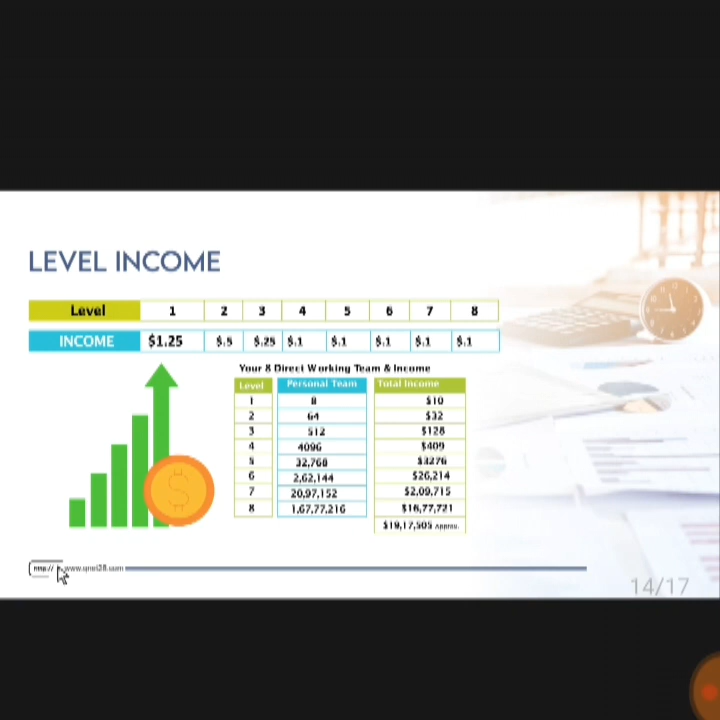 LEVEL INCOME
Level 1 2 3 4 5 6 7 8
INCOME $1.25 $.5 $.25 $.1 $.1 $.1 $.1 $.1
Your 8 Direct Working Team & Income
Level Personal Team Total Income
1 8 $10
2 64 $32
3 512 $128
4 4096 $409
5 32,768 $3276
6 2,62,144 $26,214
7 20,97,152 $2,09,715
8 1,67,77,216 $16,77,721
$19,17,505 Approx.
http://
14/17